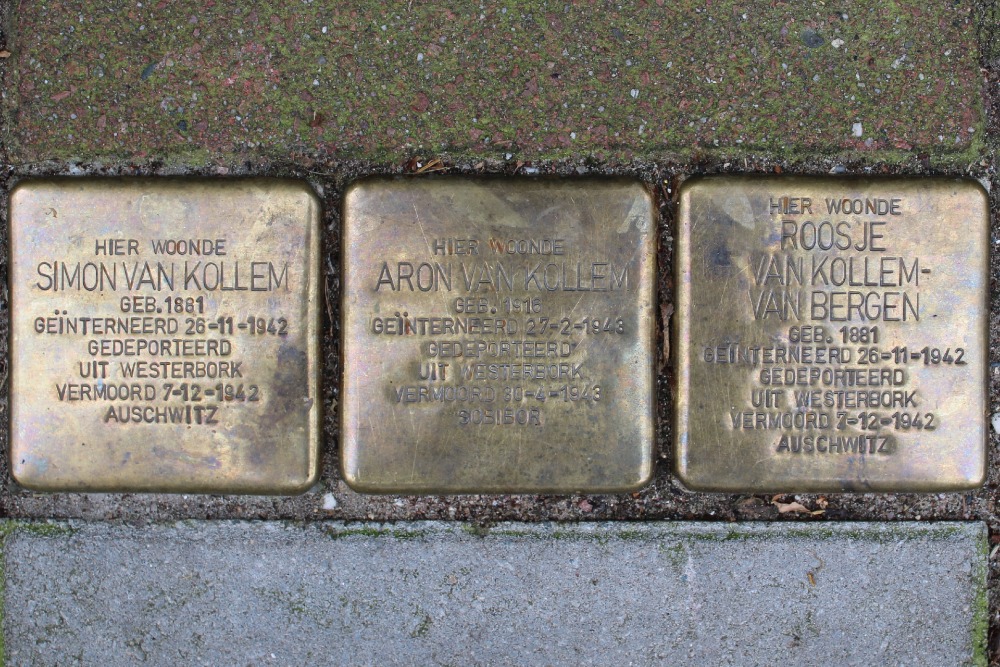 HIER WOONDE
SIMON VAN KOLLEM
GEB. 1881
GEÏNTERNEERD 26-11-1942
GEDEPORTEERD
UIT WESTERBORK
VERMOORD 7-12-1942
AUSCHWITZ
HIER WOONDE
ARON VAN KOLLEM
GEB. 1916
GEÏNTERNEERD 27-2-1943
GEDEPORTEERD
UIT WESTERBORK
VERMOORD 30-4-1943
SOBIBOR
HIER WOONDE
ROOSJE
VAN KOLLEM-
VAN BERGEN
GEB. 1881
GEÏNTERNEERD 26-11-1942
GEDEPORTEERD
UIT WESTERBORK
VERMOORD 7-12-1942
AUSCHWITZ